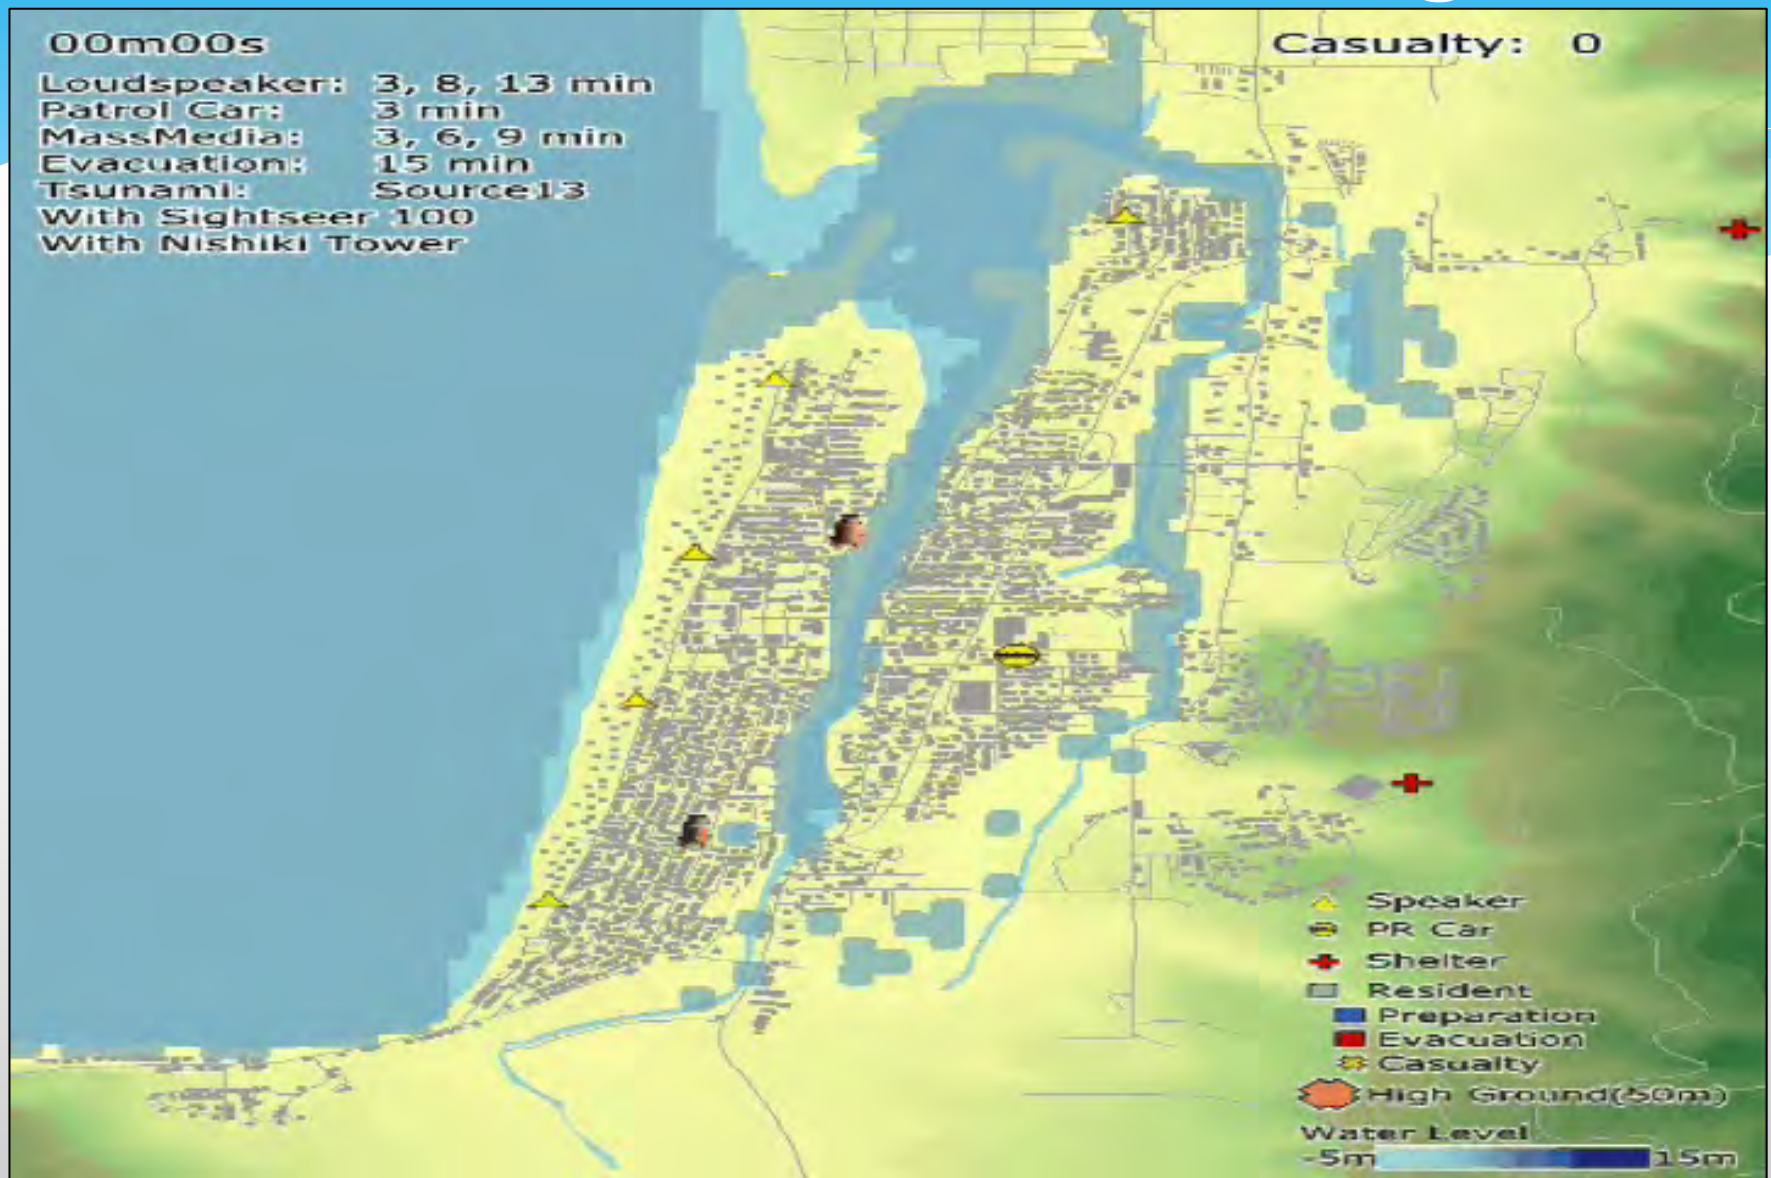 00m00s
Casualty: 0
Loudspeaker: 3, 8, 13 min
Patrol Car: 3 min
MassMedia: 3, 6, 9 min
Evacuation: 15 min
Tsunami: Source13
With Sightseer 100
With Nishiki Tower
Speaker
PR Car
Shelter
Resident
Preparation
Evacuation
Casualty
High Ground(50m)
Water Level
-5m 15m